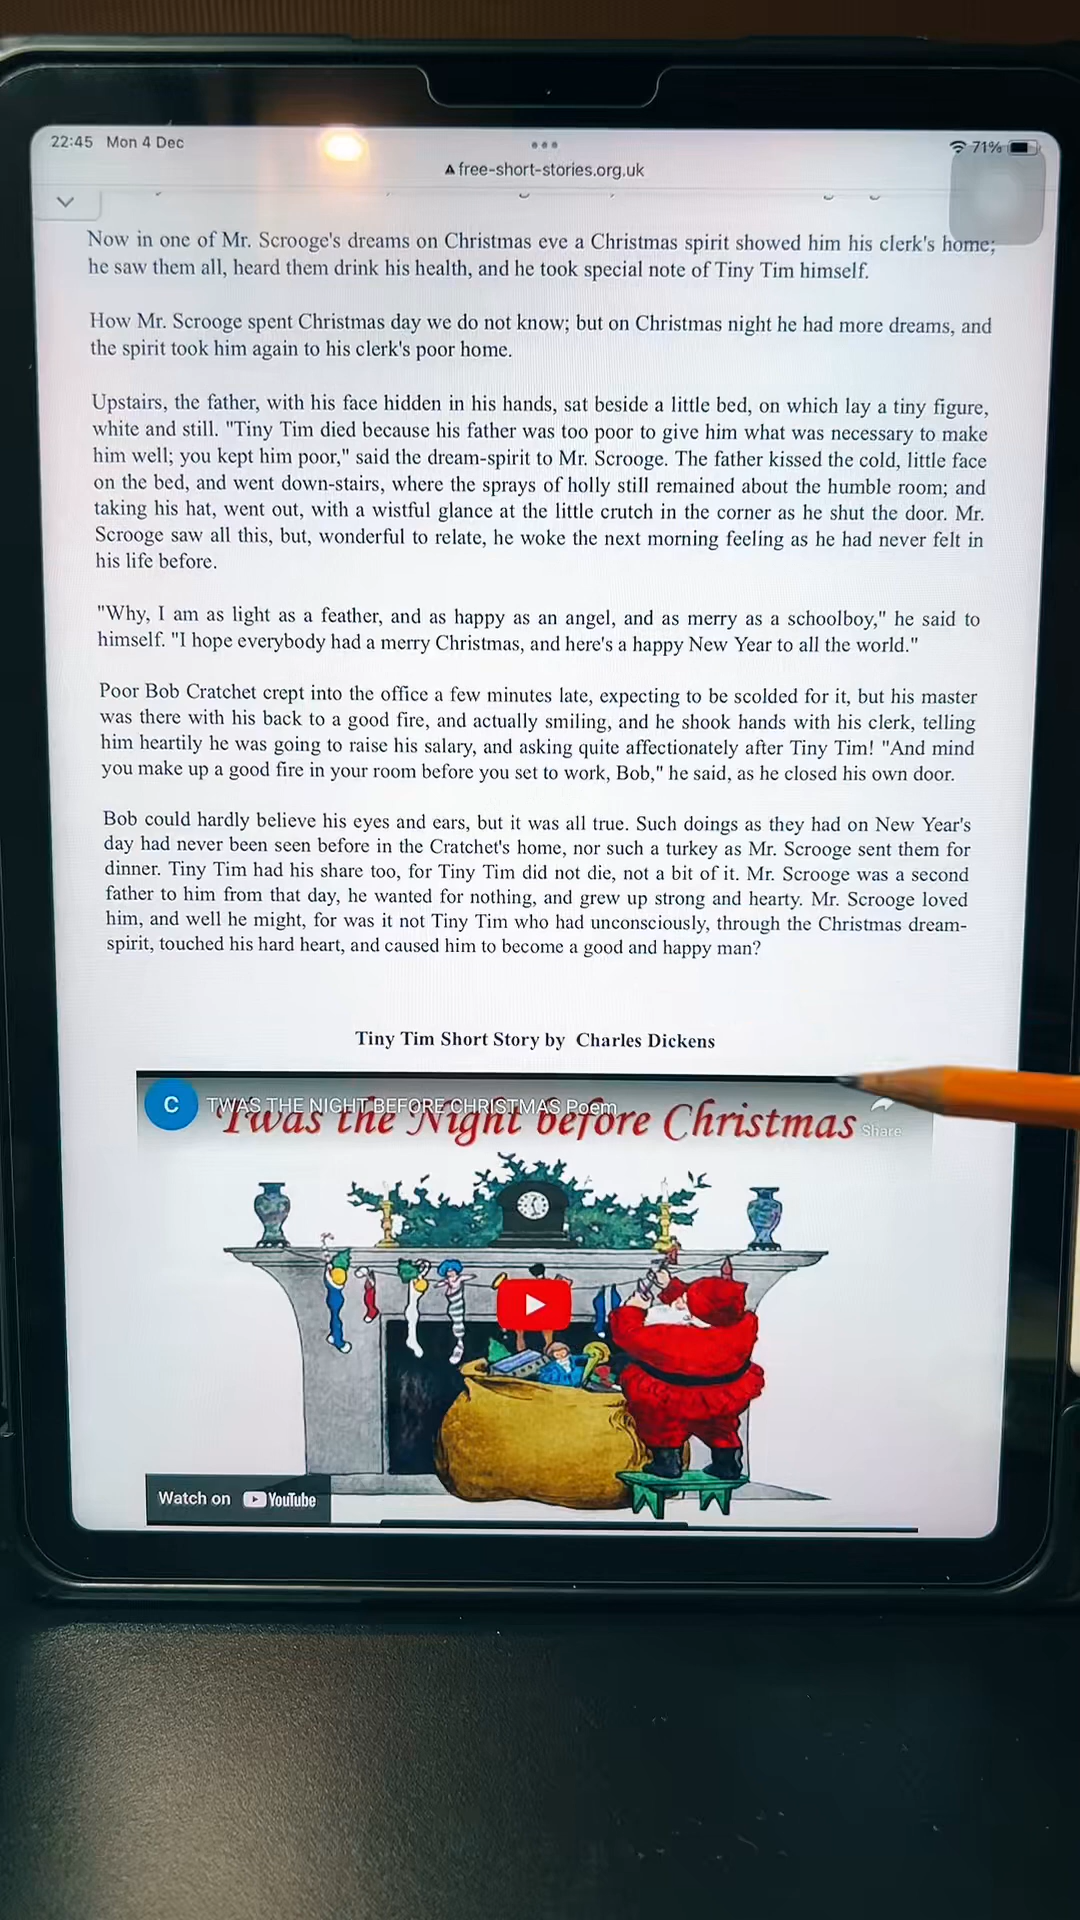 22:45 Mon 4 Dec
71%
free-short-stories.org.uk
Now in one of Mr. Scrooge's dreams on Christmas eve a Christmas spirit showed him his clerk's home;
he saw them all, heard them drink his health, and he took special note of Tiny Tim himself.
How Mr. Scrooge spent Christmas day we do not know; but on Christmas night he had more dreams, and
the spirit took him again to his clerk's poor home.
Upstairs, the father, with his face hidden in his hands, sat beside a little bed, on which lay a tiny figure,
white and still. "Tiny Tim died because his father was too poor to give him what was necessary to make
him well; you kept him poor," said the dream-spirit to Mr. Scrooge. The father kissed the cold, little face
on the bed, and went down-stairs, where the sprays of holly still remained about the humble room; and
taking his hat, went out, with a wistful glance at the little crutch in the corner as he shut the door. Mr.
Scrooge saw all this, but, wonderful to relate, he woke the next morning feeling as he had never felt in
his life before.
"Why, I am as light as a feather, and as happy as an angel, and as merry as a schoolboy," he said to
himself. "I hope everybody had a merry Christmas, and here's a happy New Year to all the world."
Poor Bob Cratchet crept into the office a few minutes late, expecting to be scolded for it, but his master
was there with his back to a good fire, and actually smiling, and he shook hands with his clerk, telling
him heartily he was going to raise his salary, and asking quite affectionately after Tiny Tim! "And mind
you make up a good fire in your room before you set to work, Bob," he said, as he closed his own door.
Bob could hardly believe his eyes and ears, but it was all true. Such doings as they had on New Year's
day had never been seen before in the Cratchet's home, nor such a turkey as Mr. Scrooge sent them for
dinner. Tiny Tim had his share too, for Tiny Tim did not die, not a bit of it. Mr. Scrooge was a second
father to him from that day, he wanted for nothing, and grew up strong and hearty. Mr. Scrooge loved
him, and well he might, for was it not Tiny Tim who had unconsciously, through the Christmas dream-
spirit, touched his hard heart, and caused him to become a good and happy man?
Tiny Tim Short Story by Charles Dickens
C
TWAS THE NIGHT BEFORE CHRISTMAS Poem
'Twas the Night before Christmas
Share
Watch on YouTube